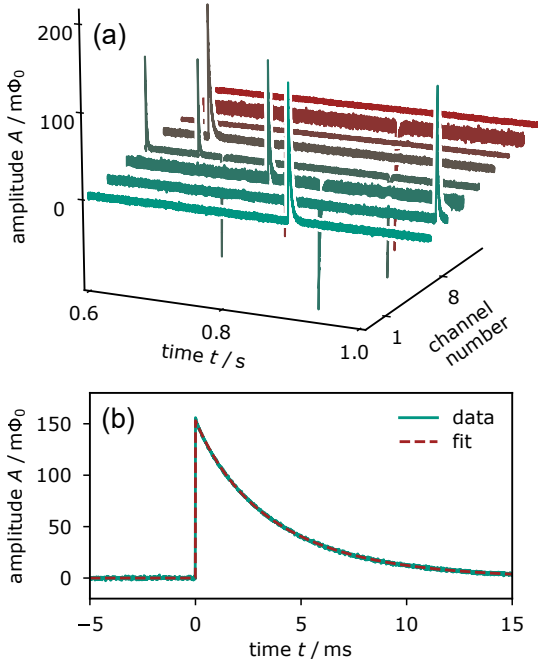 (a)
200
100
0
amplitude A / mΦ₀
0.6
0.8
1.0
time t / s
1
8
channel
number
(b)
data
fit
150
100
50
0
amplitude A / mΦ₀
−5
0
5
10
15
time t / ms